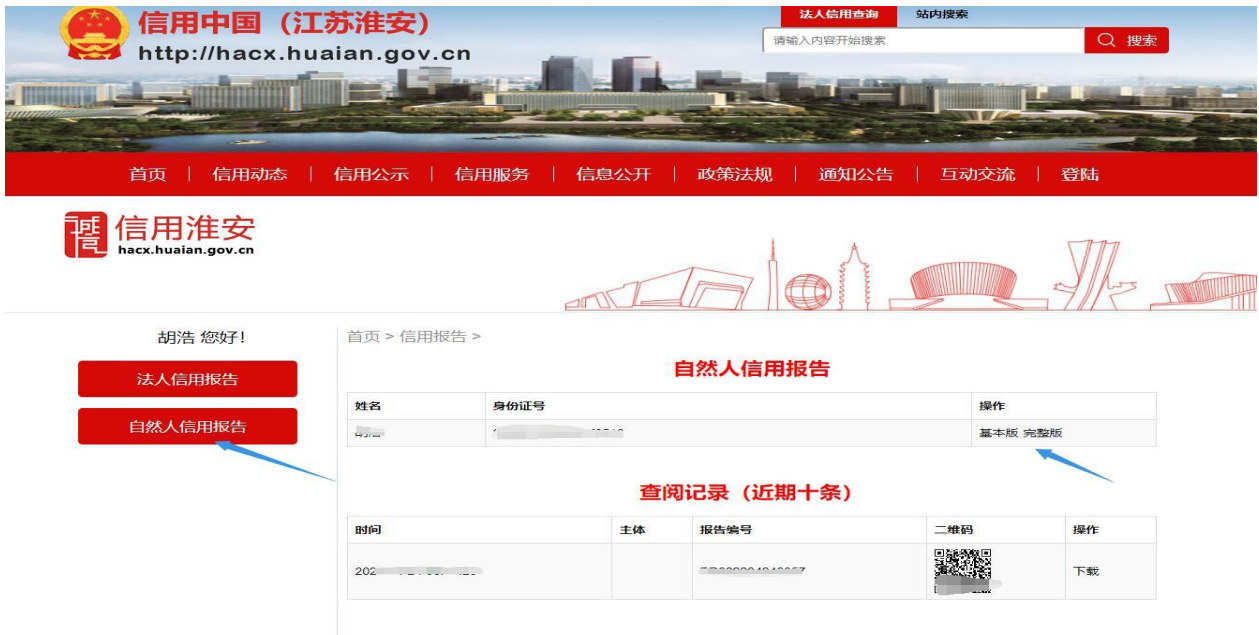 信用中国（江苏淮安）
http://hacx.huaian.gov.cn
法人信用查询 站内搜索
请输入内容开始搜索 搜索
首页 | 信用动态 | 信用公示 | 信用服务 | 信息公开 | 政策法规 | 通知公告 | 互动交流 | 登陆
诚信 信用淮安
hacx.huaian.gov.cn
胡浩 您好!
法人信用报告
自然人信用报告
首页 > 信用报告 >
自然人信用报告
姓名 身份证号 操作
基本版 完整版
查阅记录（近期十条）
时间 主体 报告编号 二维码 操作
202
下载